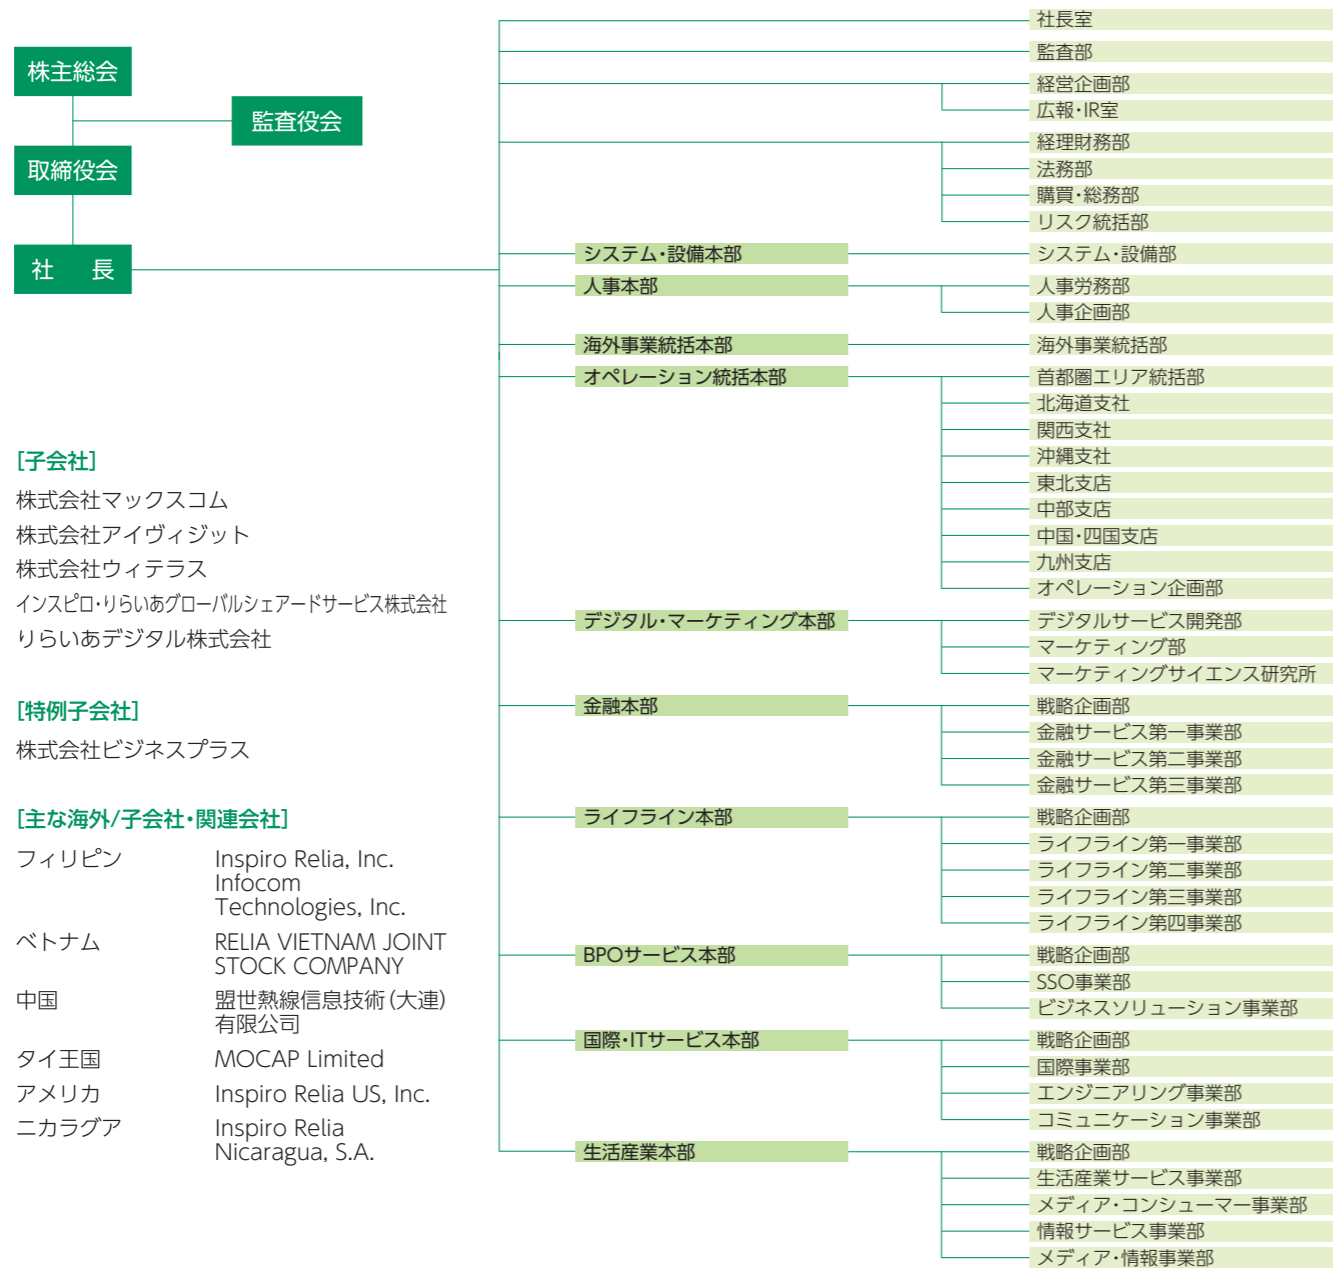 株主総会
監査役会
取締役会
社 長
[子会社]
株式会社マックスコム
株式会社アイヴィジット
株式会社ウィテラス
インスピロ・りらいあグローバルシェアードサービス株式会社
りらいあデジタル株式会社
[特例子会社]
株式会社ビジネスプラス
[主な海外/子会社・関連会社]
フィリピン
Inspiro Relia, Inc.
Infocom
Technologies, Inc.
ベトナム
RELIA VIETNAM JOINT
STOCK COMPANY
中国
盟世熱線信息技術(大連)
有限公司
タイ王国
MOCAP Limited
アメリカ
Inspiro Relia US, Inc.
ニカラグア
Inspiro Relia
Nicaragua, S.A.
社長室
監査部
経営企画部
広報・IR室
経理財務部
法務部
購買・総務部
リスク統括部
システム・設備本部
システム・設備部
人事本部
人事労務部
人事企画部
海外事業統括本部
海外事業統括部
オペレーション統括本部
首都圏エリア統括部
北海道支社
関西支社
沖縄支社
東北支店
中部支店
中国・四国支店
九州支店
オペレーション企画部
デジタル・マーケティング本部
デジタルサービス開発部
マーケティング部
マーケティングサイエンス研究所
金融本部
戦略企画部
金融サービス第一事業部
金融サービス第二事業部
金融サービス第三事業部
ライフライン本部
戦略企画部
ライフライン第一事業部
ライフライン第二事業部
ライフライン第三事業部
ライフライン第四事業部
BPOサービス本部
戦略企画部
SSO事業部
ビジネスソリューション事業部
国際・ITサービス本部
戦略企画部
国際事業部
エンジニアリング事業部
コミュニケーション事業部
生活産業本部
戦略企画部
生活産業サービス事業部
メディア・コンシューマー事業部
情報サービス事業部
メディア・情報事業部